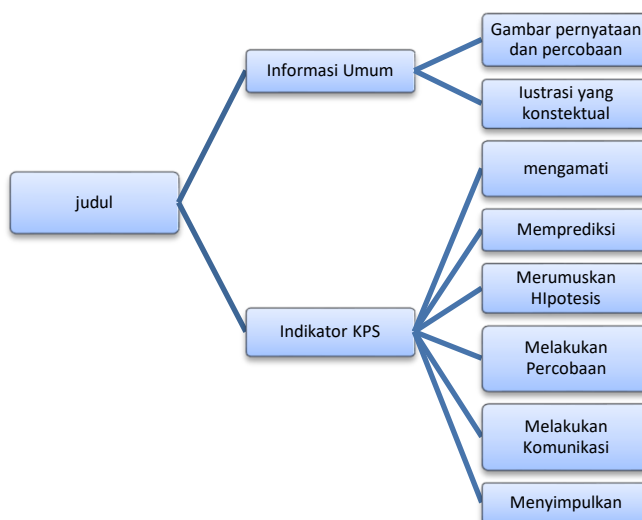 judul
Informasi Umum
Gambar pernyataan
dan percobaan
Iustrasi yang
konstektual
Indikator KPS
mengamati
Memprediksi
Merumuskan
HIpotesis
Melakukan
Percobaan
Melakukan
Komunikasi
Menyimpulkan